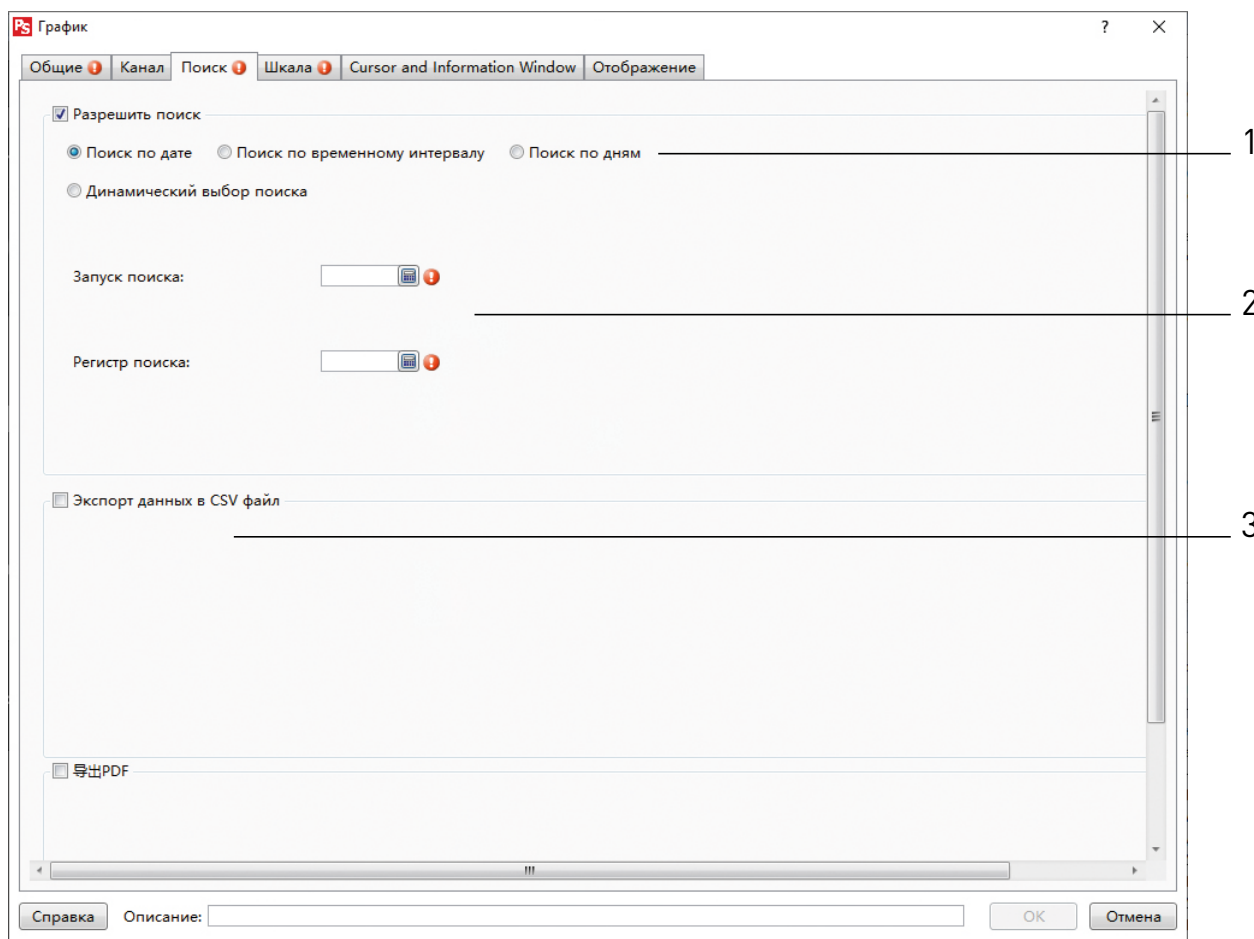 PS График ?
Общие Канал Поиск Шкала Cursor and Information Window Отображение
Разрешить поиск
Поиск по дате Поиск по временному интервалу Поиск по дням 1
Динамический выбор поиска
Запуск поиска:
2
Регистр поиска:
Экспорт данных в CSV файл
3
导出PDF
Справка Описание: OK Отмена